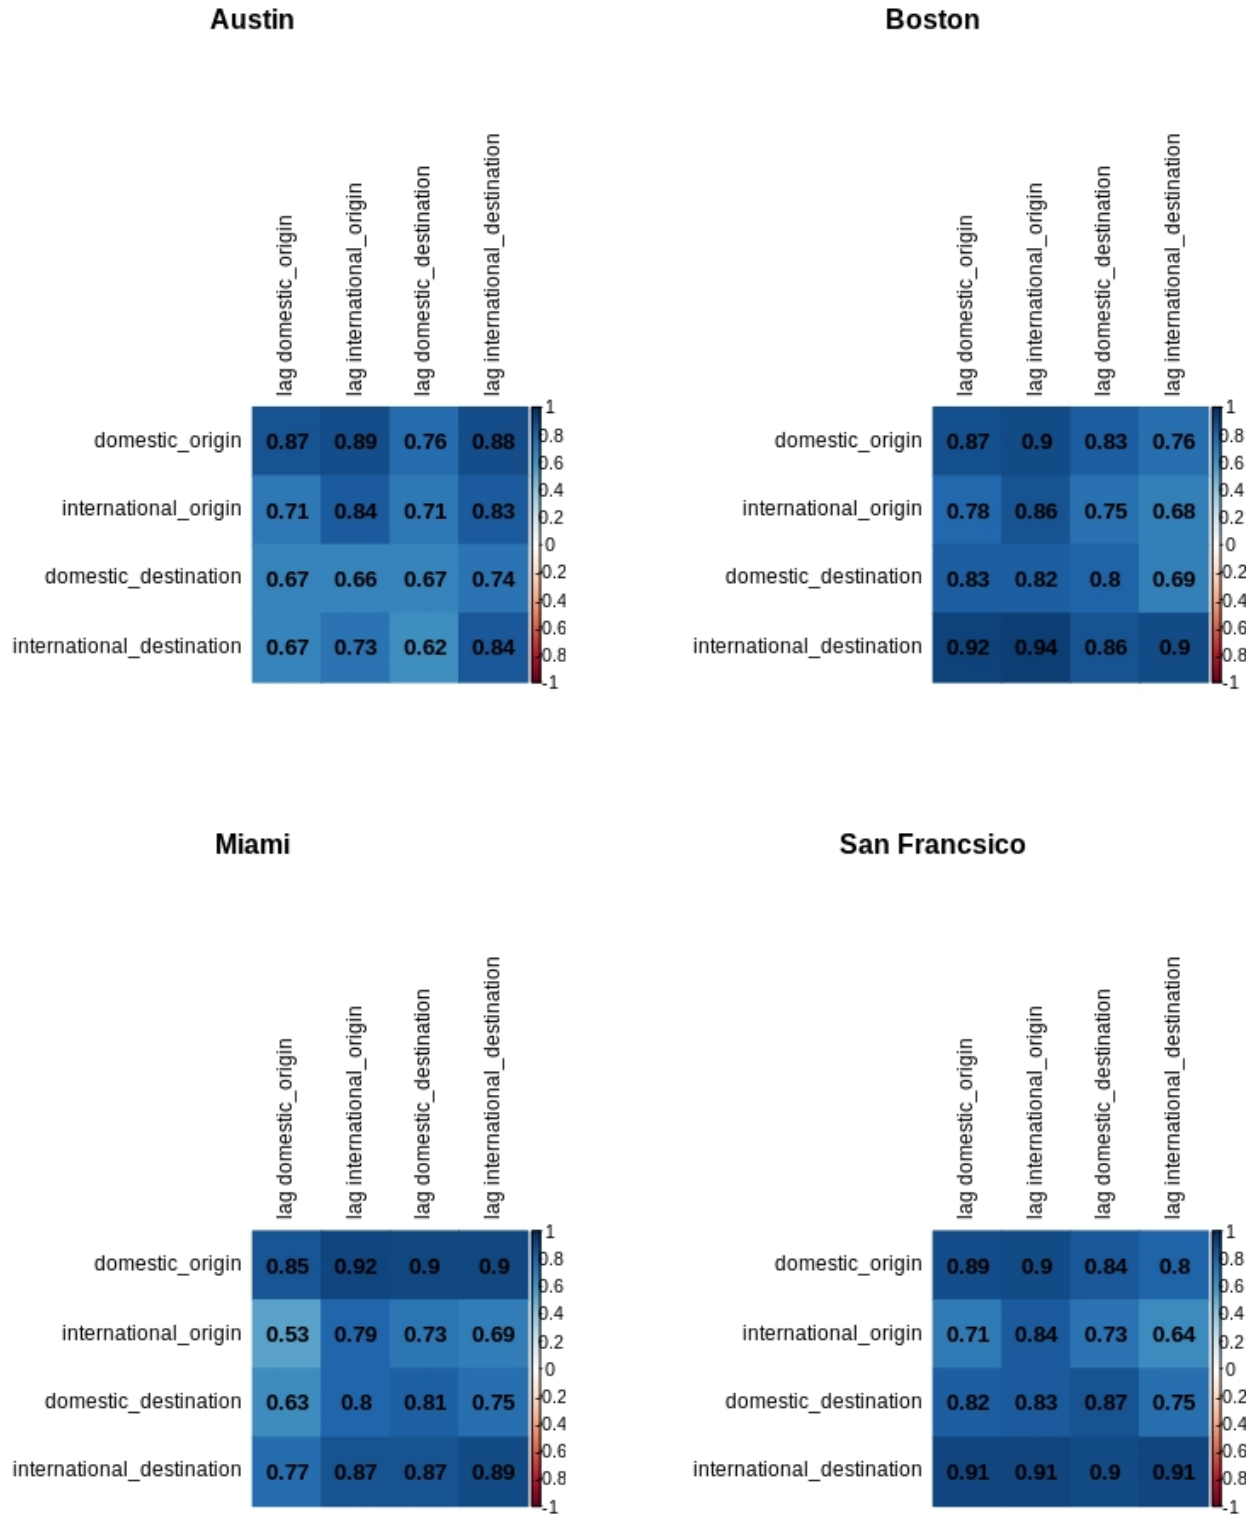 Austin
lag domestic_origin
lag international_origin
lag domestic_destination
lag international_destination
domestic_origin 0.87 0.89 0.76 0.88
international_origin 0.71 0.84 0.71 0.83
domestic_destination 0.67 0.66 0.67 0.74
international_destination 0.67 0.73 0.62 0.84
1
0.8
0.6
0.4
0.2
0
-0.2
-0.4
-0.6
-0.8
-1
Boston
lag domestic_origin
lag international_origin
lag domestic_destination
lag international_destination
domestic_origin 0.87 0.9 0.83 0.76
international_origin 0.78 0.86 0.75 0.68
domestic_destination 0.83 0.82 0.8 0.69
international_destination 0.92 0.94 0.86 0.9
1
0.8
0.6
0.4
0.2
0
-0.2
-0.4
-0.6
-0.8
-1
Miami
lag domestic_origin
lag international_origin
lag domestic_destination
lag international_destination
domestic_origin 0.85 0.92 0.9 0.9
international_origin 0.53 0.79 0.73 0.69
domestic_destination 0.63 0.8 0.81 0.75
international_destination 0.77 0.87 0.87 0.89
1
0.8
0.6
0.4
0.2
0
-0.2
-0.4
-0.6
-0.8
-1
San Francsico
lag domestic_origin
lag international_origin
lag domestic_destination
lag international_destination
domestic_origin 0.89 0.9 0.84 0.8
international_origin 0.71 0.84 0.73 0.64
domestic_destination 0.82 0.83 0.87 0.75
international_destination 0.91 0.91 0.9 0.91
1
0.8
0.6
0.4
0.2
0
-0.2
-0.4
-0.6
-0.8
-1